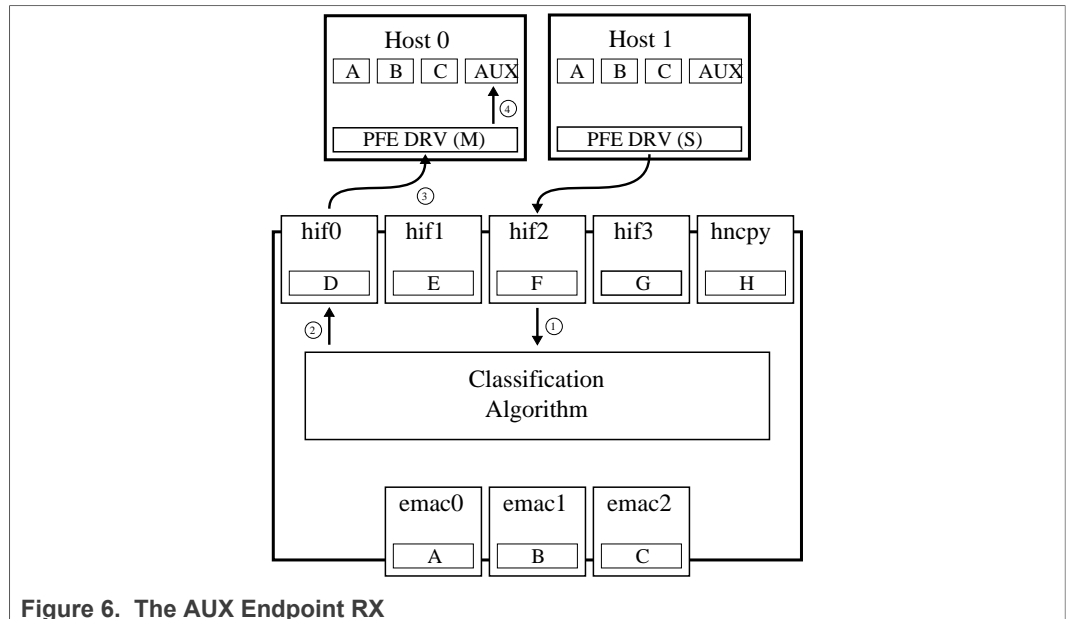 Host 0
Host 1
A B C AUX
A B C AUX
④
PFE DRV (M)
PFE DRV (S)
③
hif0 hif1 hif2 hif3 hncpy
D E F G H
② ①
Classification
Algorithm
emac0 emac1 emac2
A B C
Figure 6. The AUX Endpoint RX